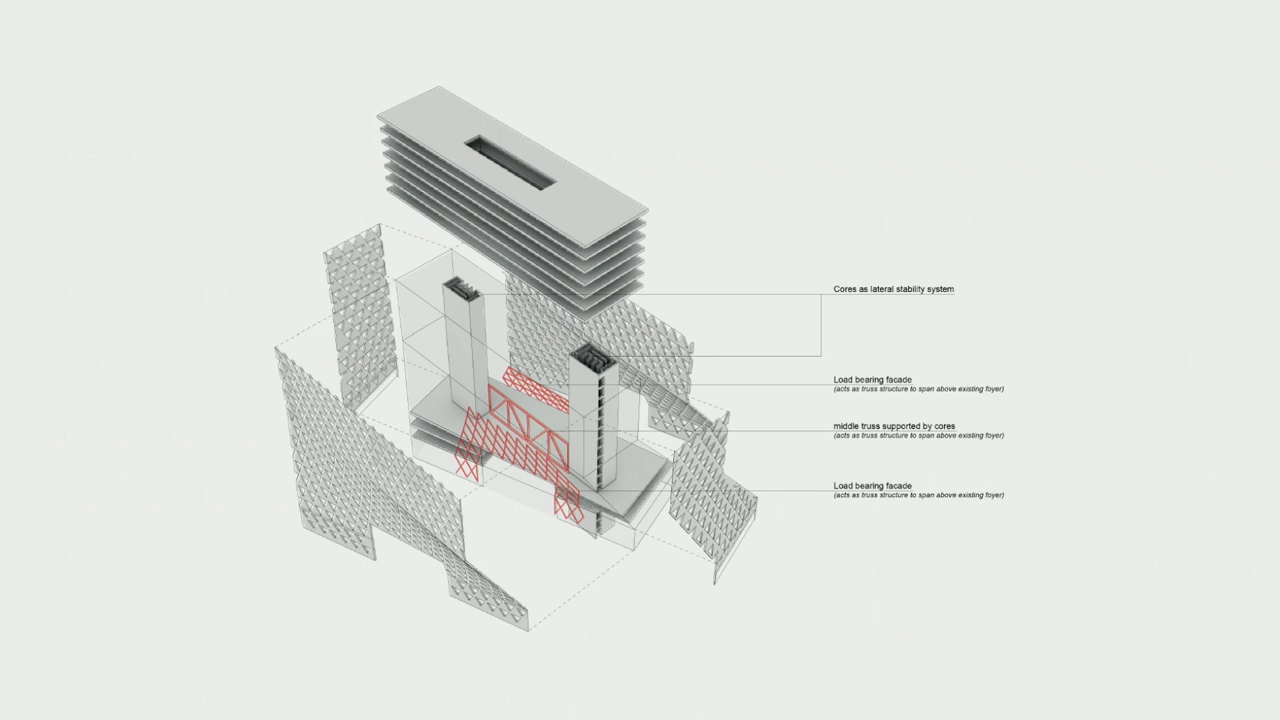 Cores as lateral stability system
Load bearing facade
(acts as truss structure to span above existing foyer)
middle truss supported by cores
(acts as truss structure to span above existing foyer)
Load bearing facade
(acts as truss structure to span above existing foyer)